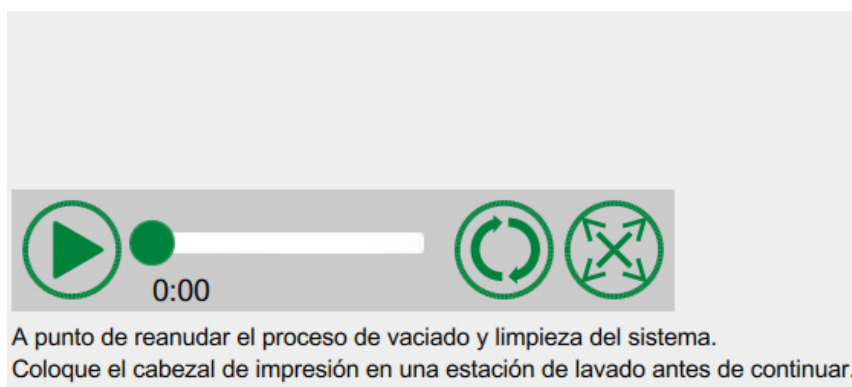 0:00
A punto de reanudar el proceso de vaciado y limpieza del sistema.
Coloque el cabezal de impresión en una estación de lavado antes de continuar.